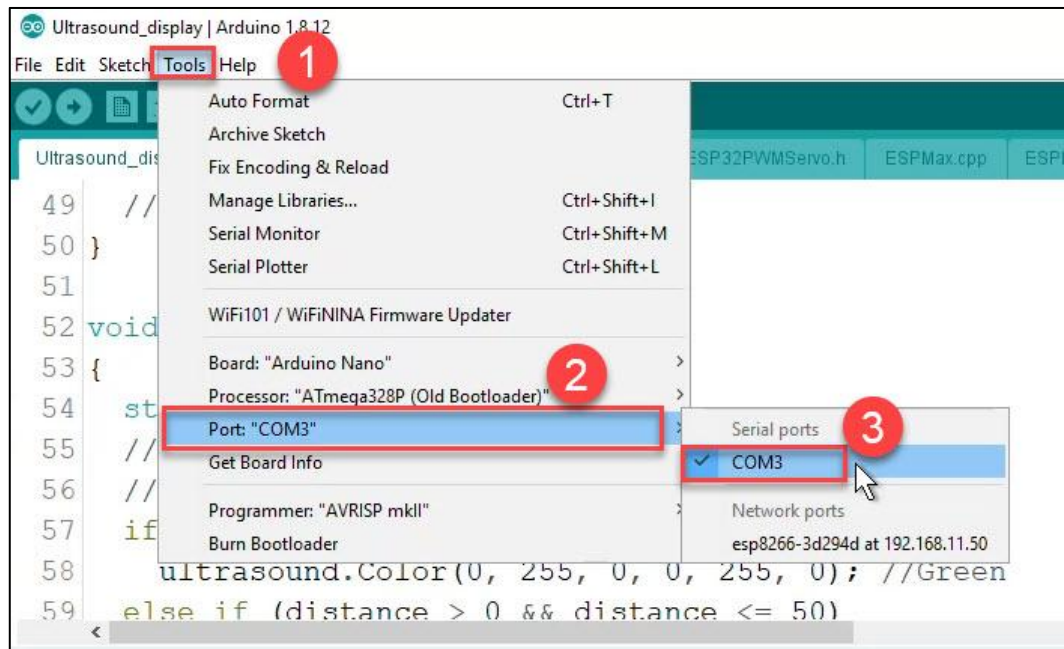 Ultrasound_display | Arduino 1.8.12
File Edit Sketch Tools Help
1
Auto Format Ctrl+T
Archive Sketch
Fix Encoding & Reload
Manage Libraries... Ctrl+Shift+I
Serial Monitor Ctrl+Shift+M
Serial Plotter Ctrl+Shift+L
WiFi101 / WiFiNINA Firmware Updater
Board: "Arduino Nano"
Processor: "ATmega328P (Old Bootloader)"
2
Port: "COM3"
Get Board Info
Programmer: "AVRISP mkII"
Burn Bootloader
Serial ports
3
COM3
Network ports
esp8266-3d294d at 192.168.11.50
ESP32PWMServo.h ESPMax.cpp
49 //
50 }
51
52 void
53 {
54
55 //
56 //
57 if
58 ultrasound.Color(0, 255, 0, 0, 255, 0); //Green
59 else if (distance > 0 && distance <= 50)